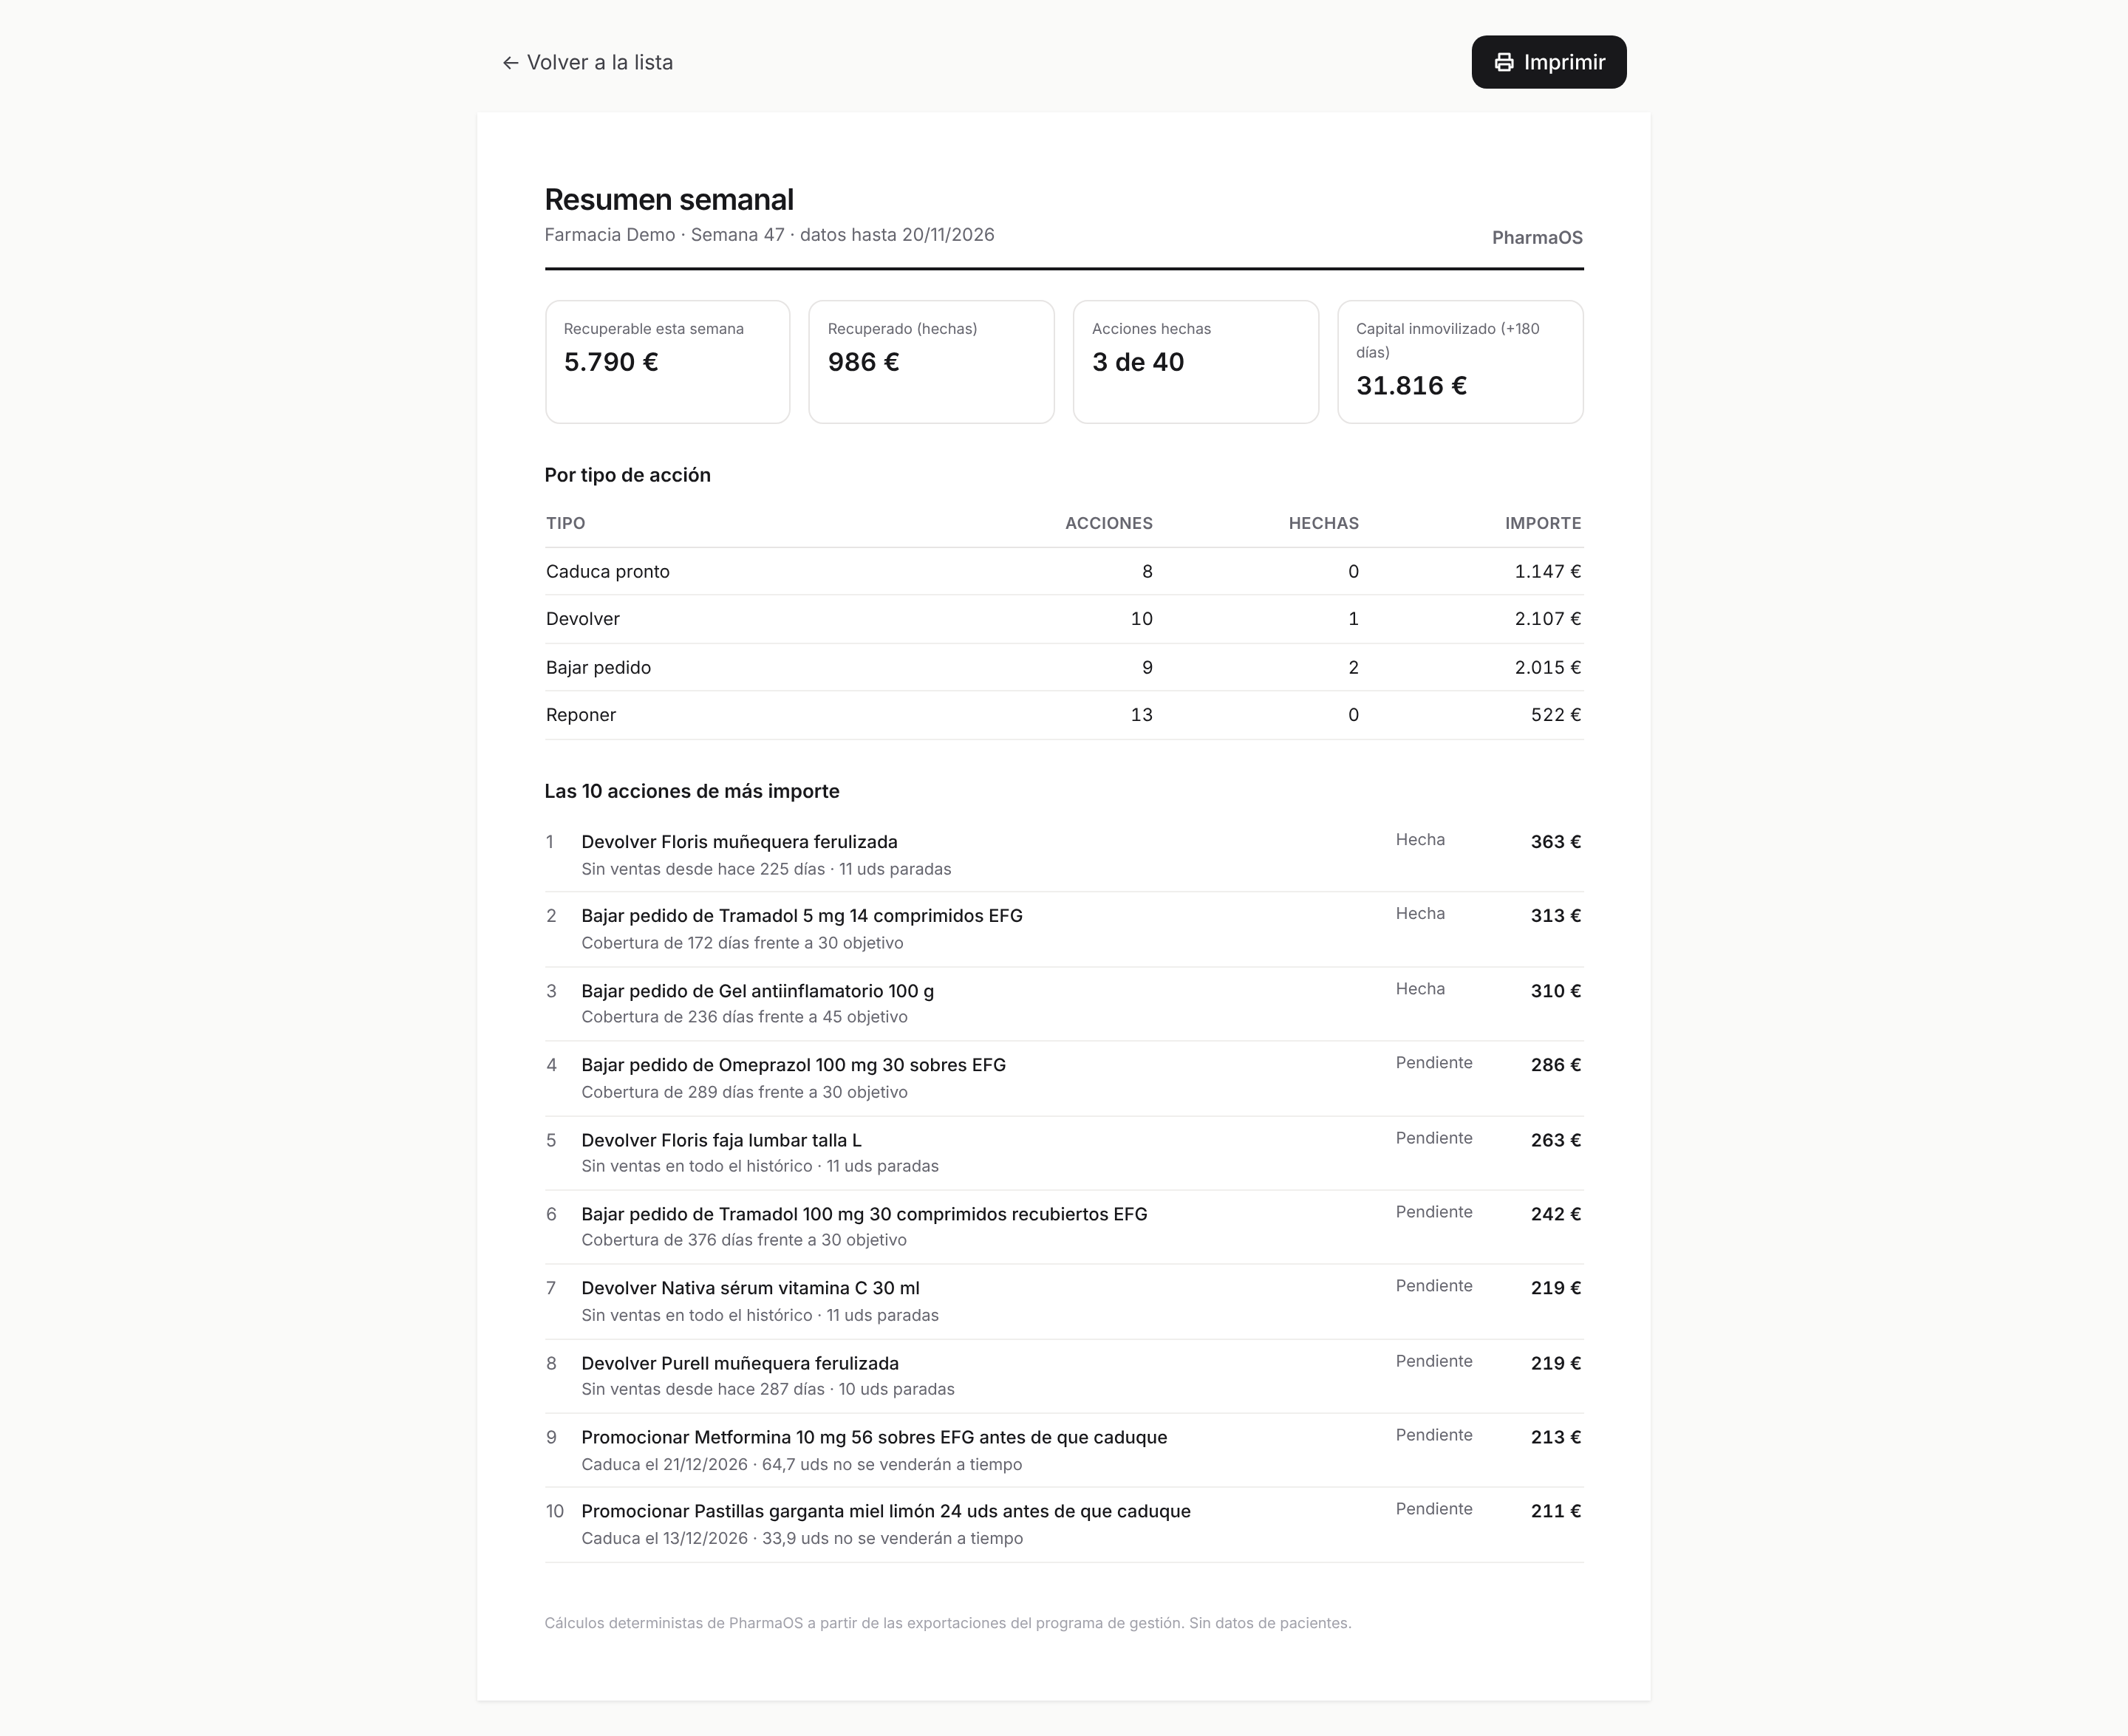 ← Volver a la lista
Imprimir
Resumen semanal
Farmacia Demo · Semana 47 · datos hasta 20/11/2026
PharmaOS
Recuperable esta semana
5.790 €
Recuperado (hechas)
986 €
Acciones hechas
3 de 40
Capital inmovilizado (+180
días)
31.816 €
Por tipo de acción
TIPO ACCIONES HECHAS IMPORTE
Caduca pronto 8 0 1.147 €
Devolver 10 1 2.107 €
Bajar pedido 9 2 2.015 €
Reponer 13 0 522 €
Las 10 acciones de más importe
1 Devolver Floris muñequera ferulizada Hecha 363 €
Sin ventas desde hace 225 días · 11 uds paradas
2 Bajar pedido de Tramadol 5 mg 14 comprimidos EFG Hecha 313 €
Cobertura de 172 días frente a 30 objetivo
3 Bajar pedido de Gel antiinflamatorio 100 g Hecha 310 €
Cobertura de 236 días frente a 45 objetivo
4 Bajar pedido de Omeprazol 100 mg 30 sobres EFG Pendiente 286 €
Cobertura de 289 días frente a 30 objetivo
5 Devolver Floris faja lumbar talla L Pendiente 263 €
Sin ventas en todo el histórico · 11 uds paradas
6 Bajar pedido de Tramadol 100 mg 30 comprimidos recubiertos EFG Pendiente 242 €
Cobertura de 376 días frente a 30 objetivo
7 Devolver Nativa sérum vitamina C 30 ml Pendiente 219 €
Sin ventas en todo el histórico · 11 uds paradas
8 Devolver Purell muñequera ferulizada Pendiente 219 €
Sin ventas desde hace 287 días · 10 uds paradas
9 Promocionar Metformina 10 mg 56 sobres EFG antes de que caduque Pendiente 213 €
Caduca el 21/12/2026 · 64,7 uds no se venderán a tiempo
10 Promocionar Pastillas garganta miel limón 24 uds antes de que caduque Pendiente 211 €
Caduca el 13/12/2026 · 33,9 uds no se venderán a tiempo
Cálculos deterministas de PharmaOS a partir de las exportaciones del programa de gestión. Sin datos de pacientes.